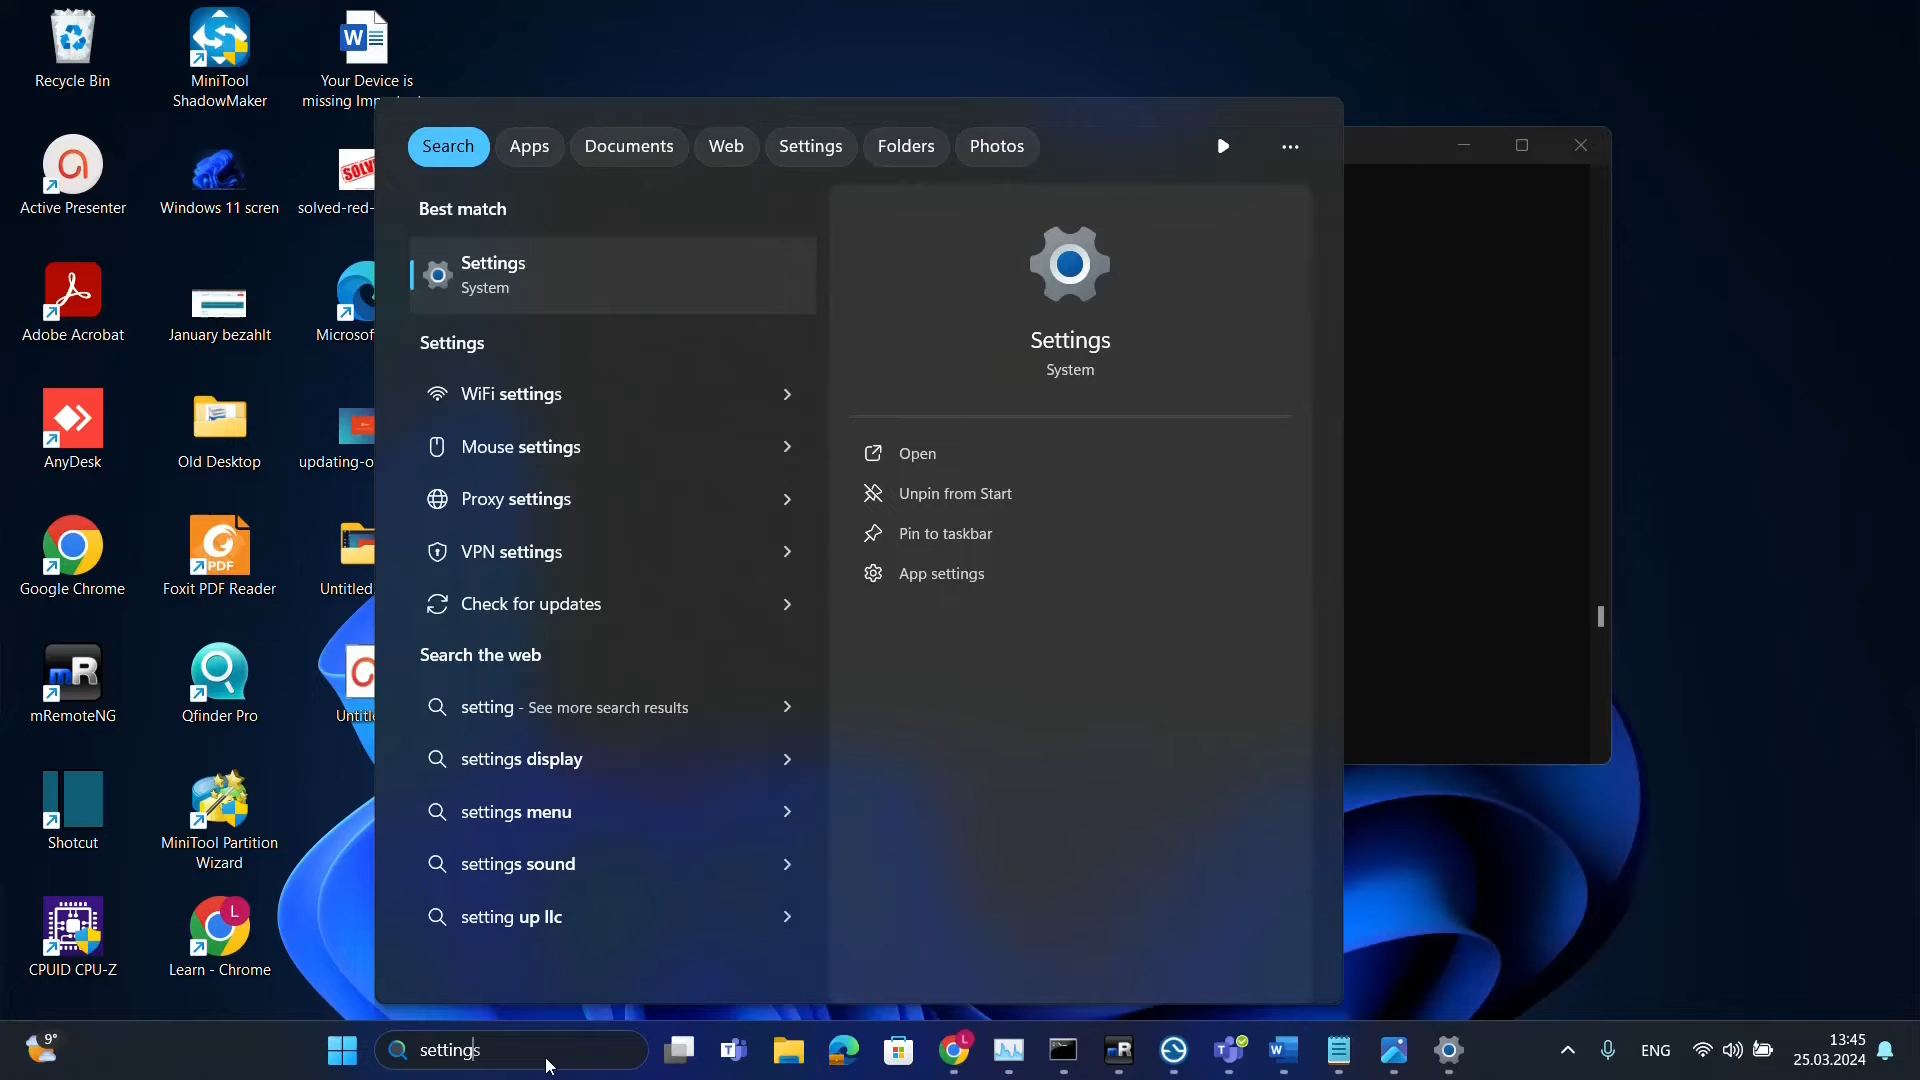 Recycle Bin
MiniTool
ShadowMaker
Your Device is
missing
Active Presenter
Windows 11 scren
SOLV
solved-red-
Adobe Acrobat
January bezahlt
Microsof
AnyDesk
Old Desktop
updating-o
Google Chrome
PDF
Foxit PDF Reader
Untitled
mR
mRemoteNG
Qfinder Pro
Untitl
Shotcut
MiniTool Partition
Wizard
CPUID CPU-Z
L
Learn - Chrome
Search
Apps
Documents
Web
Settings
Folders
Photos
Best match
Settings
System
Settings
WiFi settings
Mouse settings
Proxy settings
VPN settings
Check for updates
Search the web
setting - See more search results
settings display
settings menu
settings sound
setting up llc
Settings
System
Open
Unpin from Start
Pin to taskbar
App settings
9°
settings
L
mR
ENG
13:45
25.03.2024